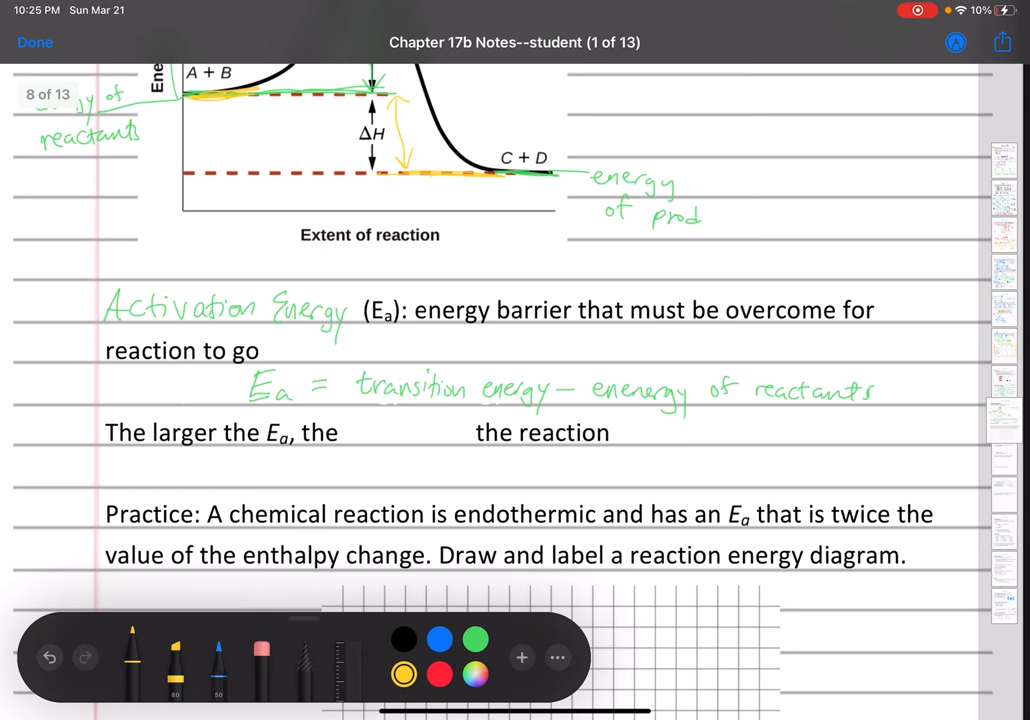 10:25 PM Sun Mar 21
10%
Done
Chapter 17b Notes--student (1 of 13)
8 of 13
Ene
A + B
of
reactants
ΔH
C + D
energy
of prod
Extent of reaction
Activation Energy (Ea): energy barrier that must be overcome for
reaction to go
Ea = transition energy – enenergy of reactants
The larger the Ea, the the reaction
Practice: A chemical reaction is endothermic and has an Ea that is twice the
value of the enthalpy change. Draw and label a reaction energy diagram.
80
50